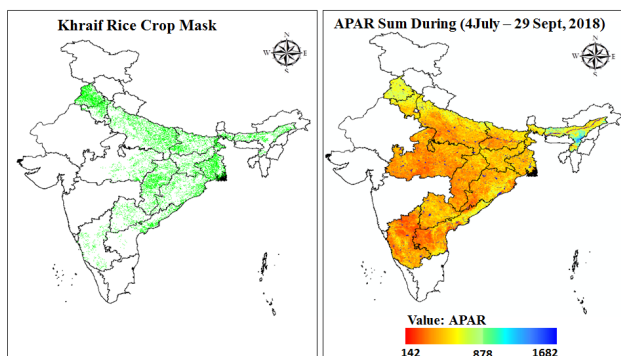 Khraif Rice Crop Mask
N
W E
S
APAR Sum During (4July – 29 Sept, 2018)
N
W E
S
Value: APAR
142 878 1682